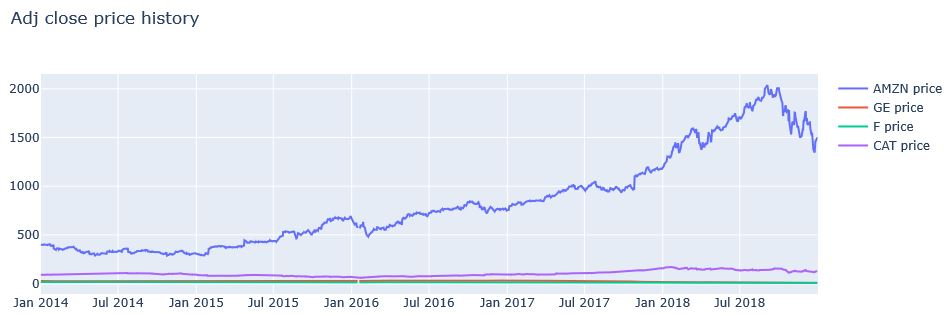 Adj close price history
2000
1500
1000
500
0
Jan 2014 Jul 2014 Jan 2015 Jul 2015 Jan 2016 Jul 2016 Jan 2017 Jul 2017 Jan 2018 Jul 2018
AMZN price
GE price
F price
CAT price